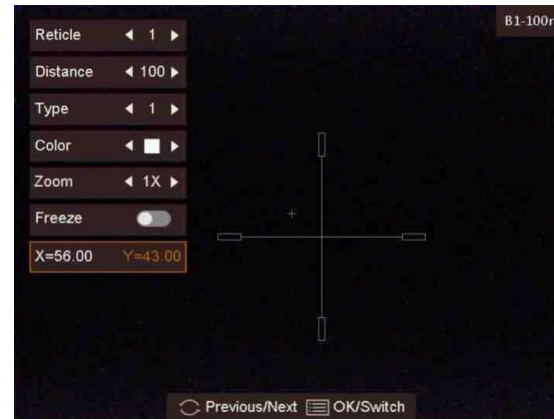 B1-100m
Reticle 1
Distance 100
Type 1
Color
Zoom 1X
Freeze
X=56.00 Y=43.00
Previous/Next OK/Switch